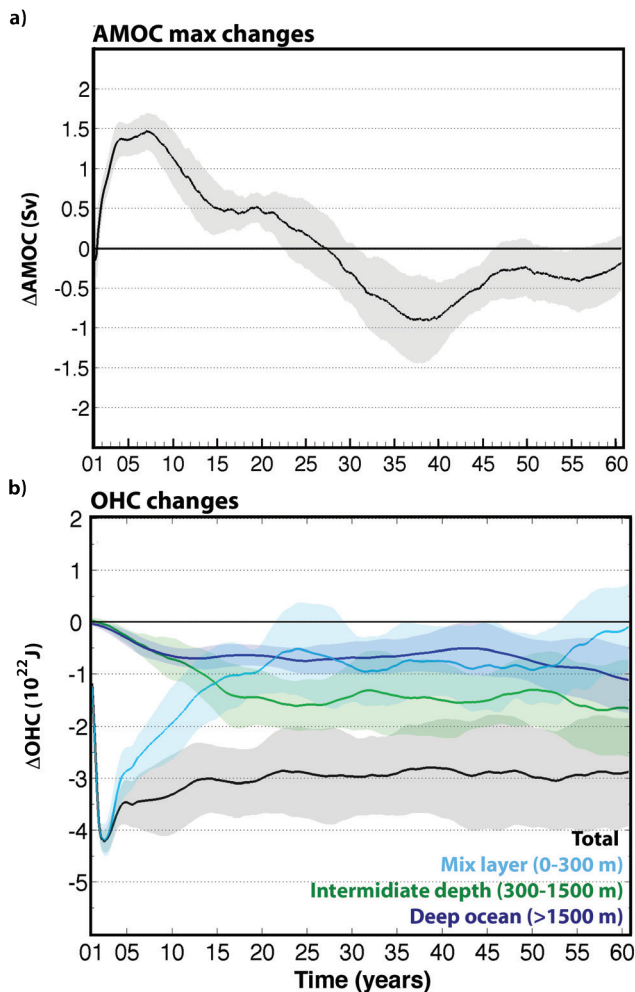 a)
AMOC max changes
2
1.5
1
0.5
0
-0.5
-1
-1.5
-2
ΔAMOC (Sv)
01 05 10 15 20 25 30 35 40 45 50 55 60
b)
OHC changes
2
1
0
-1
-2
-3
-4
-5
ΔOHC (10²²J)
Total
Mix layer (0-300 m)
Intermidiate depth (300-1500 m)
Deep ocean (>1500 m)
01 05 10 15 20 25 30 35 40 45 50 55 60
Time (years)